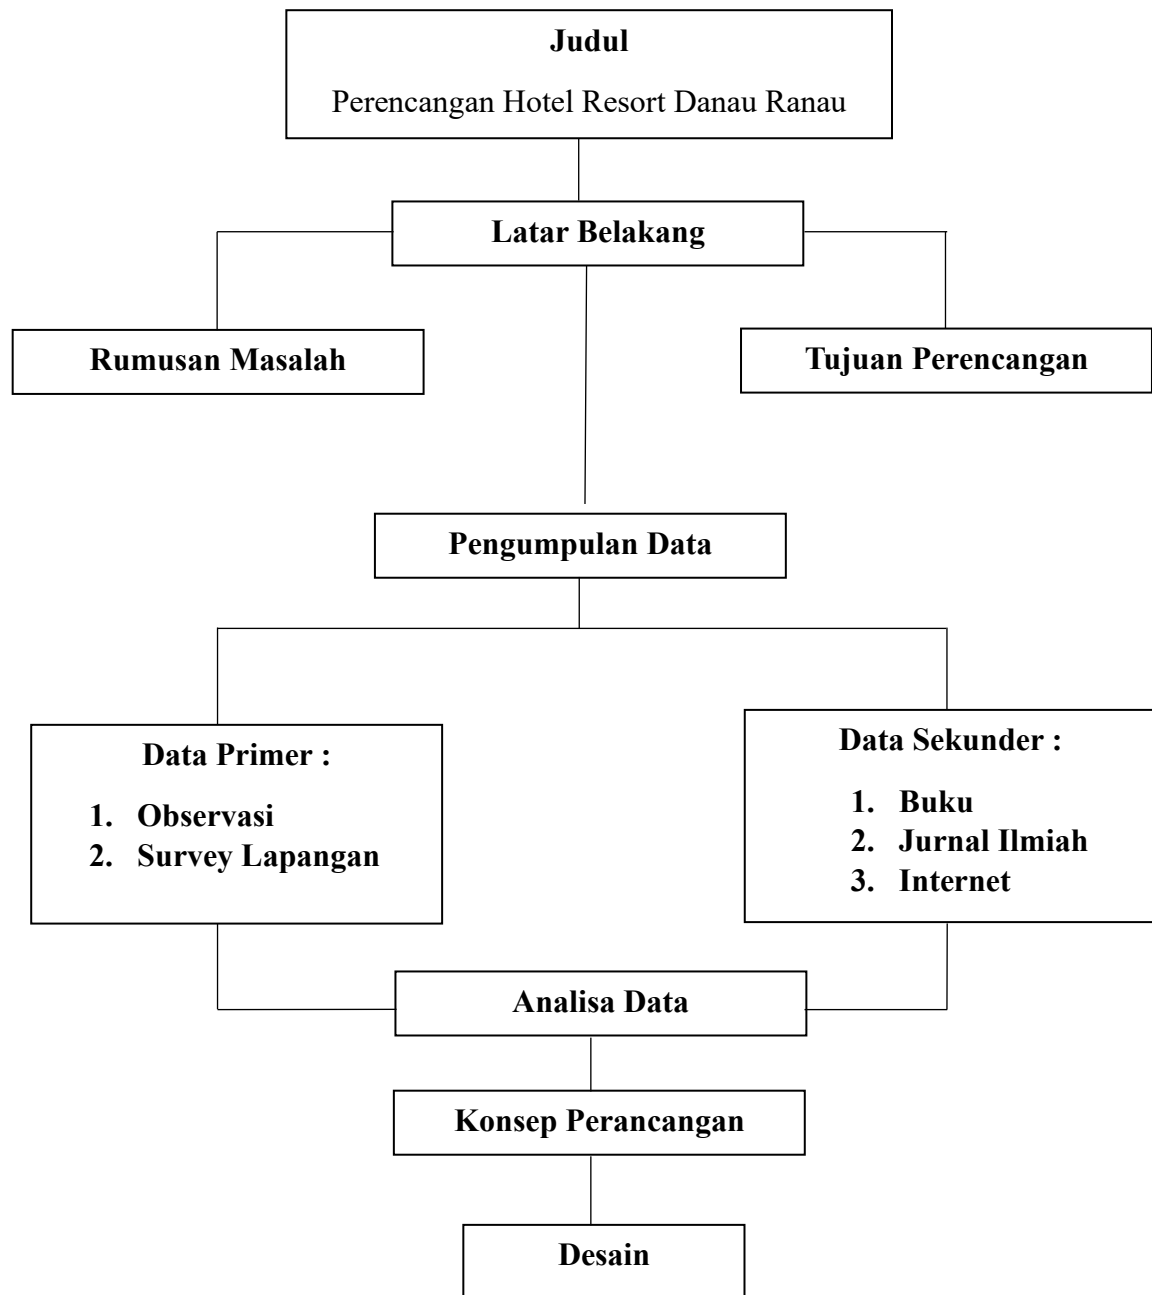 Judul
Perencangan Hotel Resort Danau Ranau
Latar Belakang
Rumusan Masalah
Tujuan Perencangan
Pengumpulan Data
Data Primer :
1. Observasi
2. Survey Lapangan
Data Sekunder :
1. Buku
2. Jurnal Ilmiah
3. Internet
Analisa Data
Konsep Perancangan
Desain